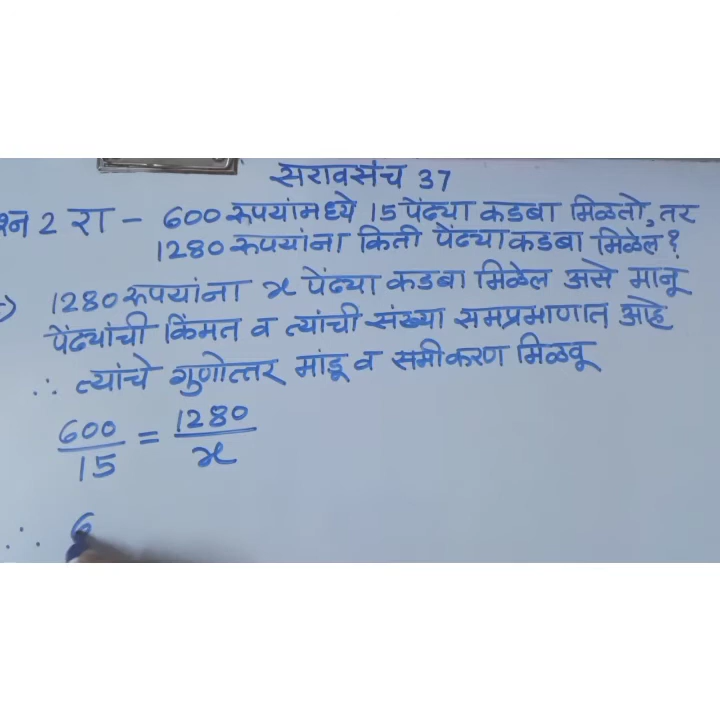 सरावसंच 37
2 रा - 600 रुपयांमध्ये 15 पेंढ्या कडबा मिळतो, तर
1280 रुपयांना किती पेंढ्या कडबा मिळेल ?
1280 रुपयांना x पेंढ्या कडबा मिळेल असे मानू
पेंढ्यांची किंमत व त्यांची संख्या समप्रमाणात आहे
∴ त्यांचे गुणोत्तर मांडू व समीकरण मिळवू
600/15 = 1280/x
∴ 6